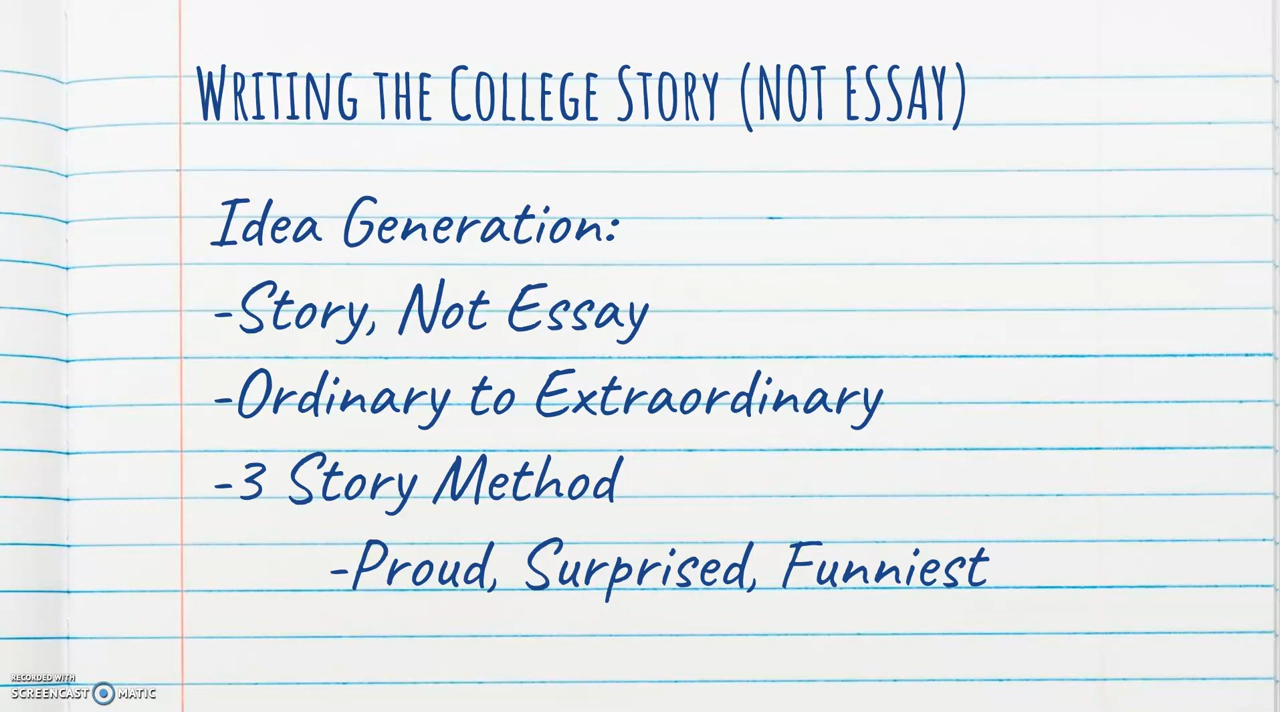 WRITING THE COLLEGE STORY (NOT ESSAY)
Idea Generation:
-Story, Not Essay
-Ordinary to Extraordinary
-3 Story Method
-Proud, Surprised, Funniest
RECORDED WITH
SCREENCAST MATIC